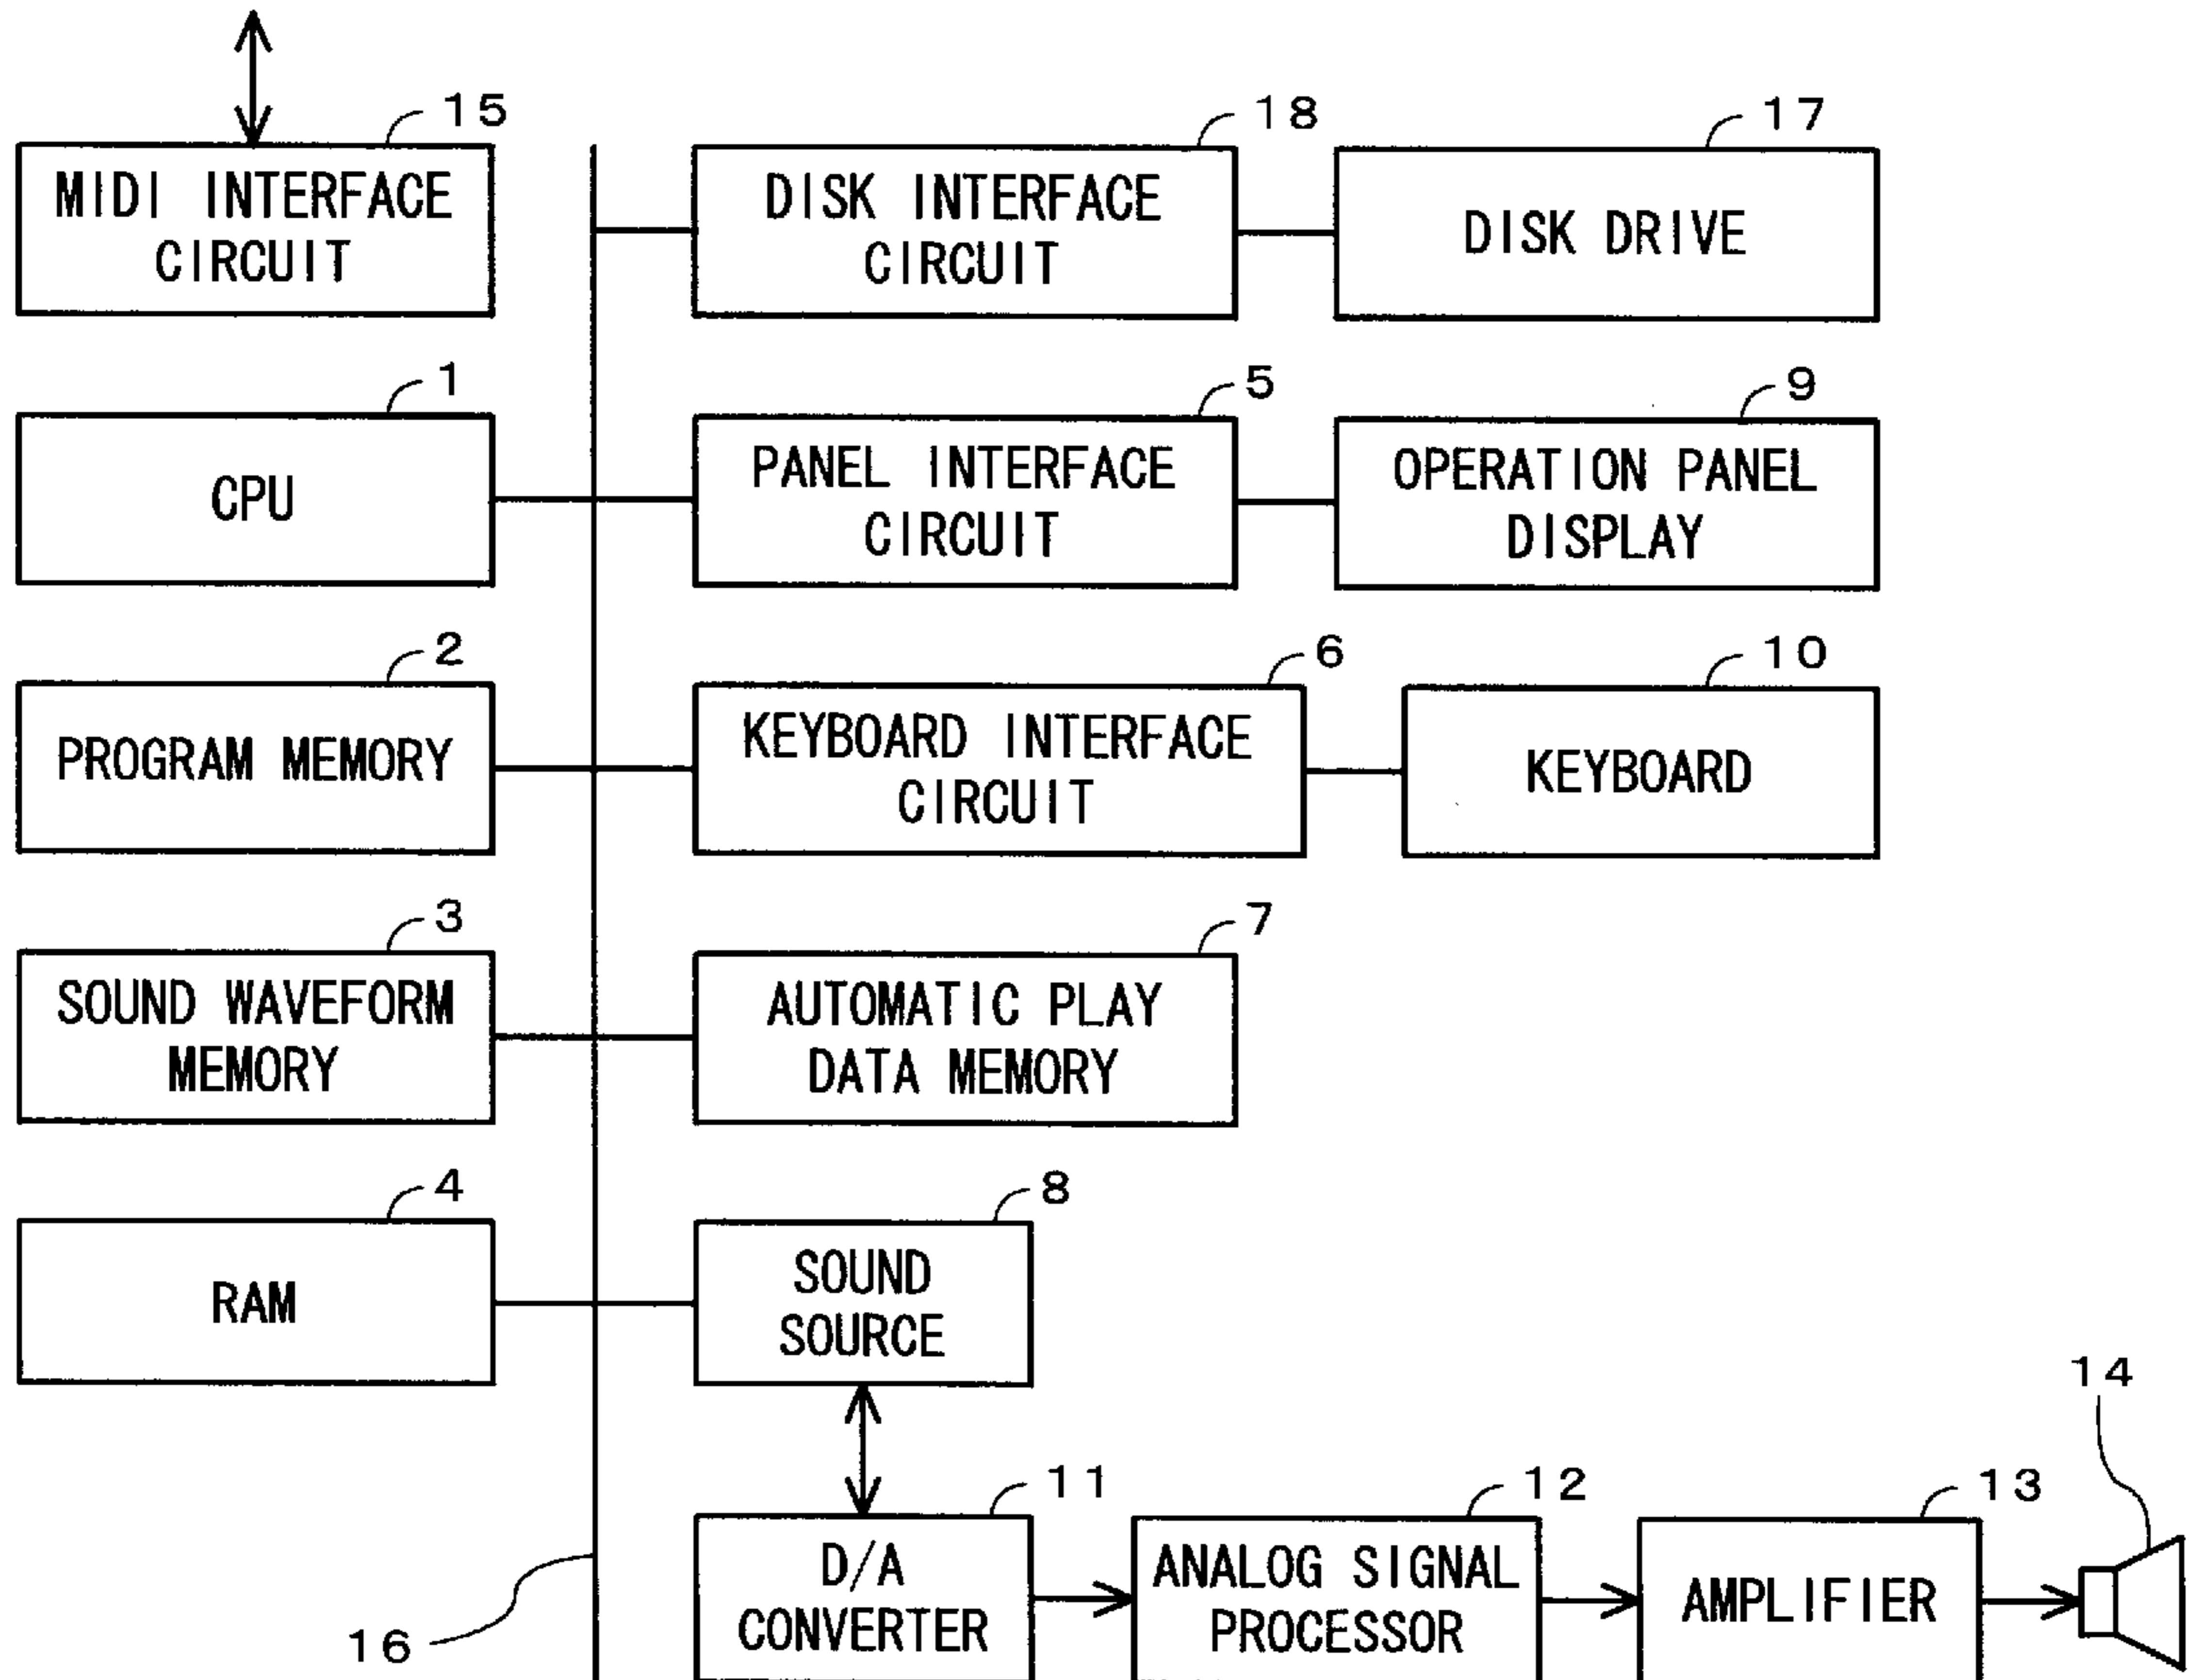 15
18
17
MIDI INTERFACE
CIRCUIT
DISK INTERFACE
CIRCUIT
DISK DRIVE
1
5
9
CPU
PANEL INTERFACE
CIRCUIT
OPERATION PANEL
DISPLAY
2
6
10
PROGRAM MEMORY
KEYBOARD INTERFACE
CIRCUIT
KEYBOARD
3
7
SOUND WAVEFORM
MEMORY
AUTOMATIC PLAY
DATA MEMORY
4
8
RAM
SOUND
SOURCE
14
11
12
13
D/A
CONVERTER
ANALOG SIGNAL
PROCESSOR
AMPLIFIER
16